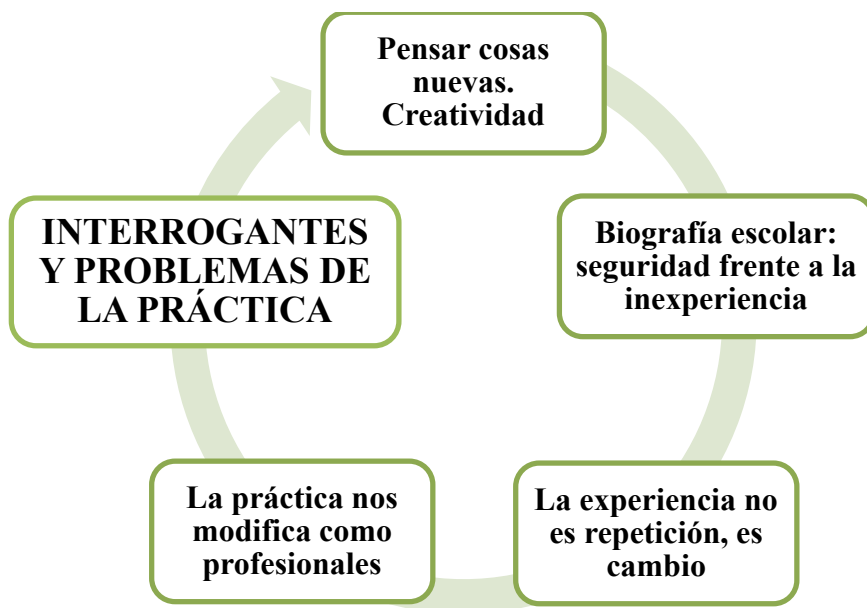 Pensar cosas
nuevas.
Creatividad
Biografía escolar:
seguridad frente a la
inexperiencia
La experiencia no
es repetición, es
cambio
La práctica nos
modifica como
profesionales
INTERROGANTES
Y PROBLEMAS DE
LA PRÁCTICA